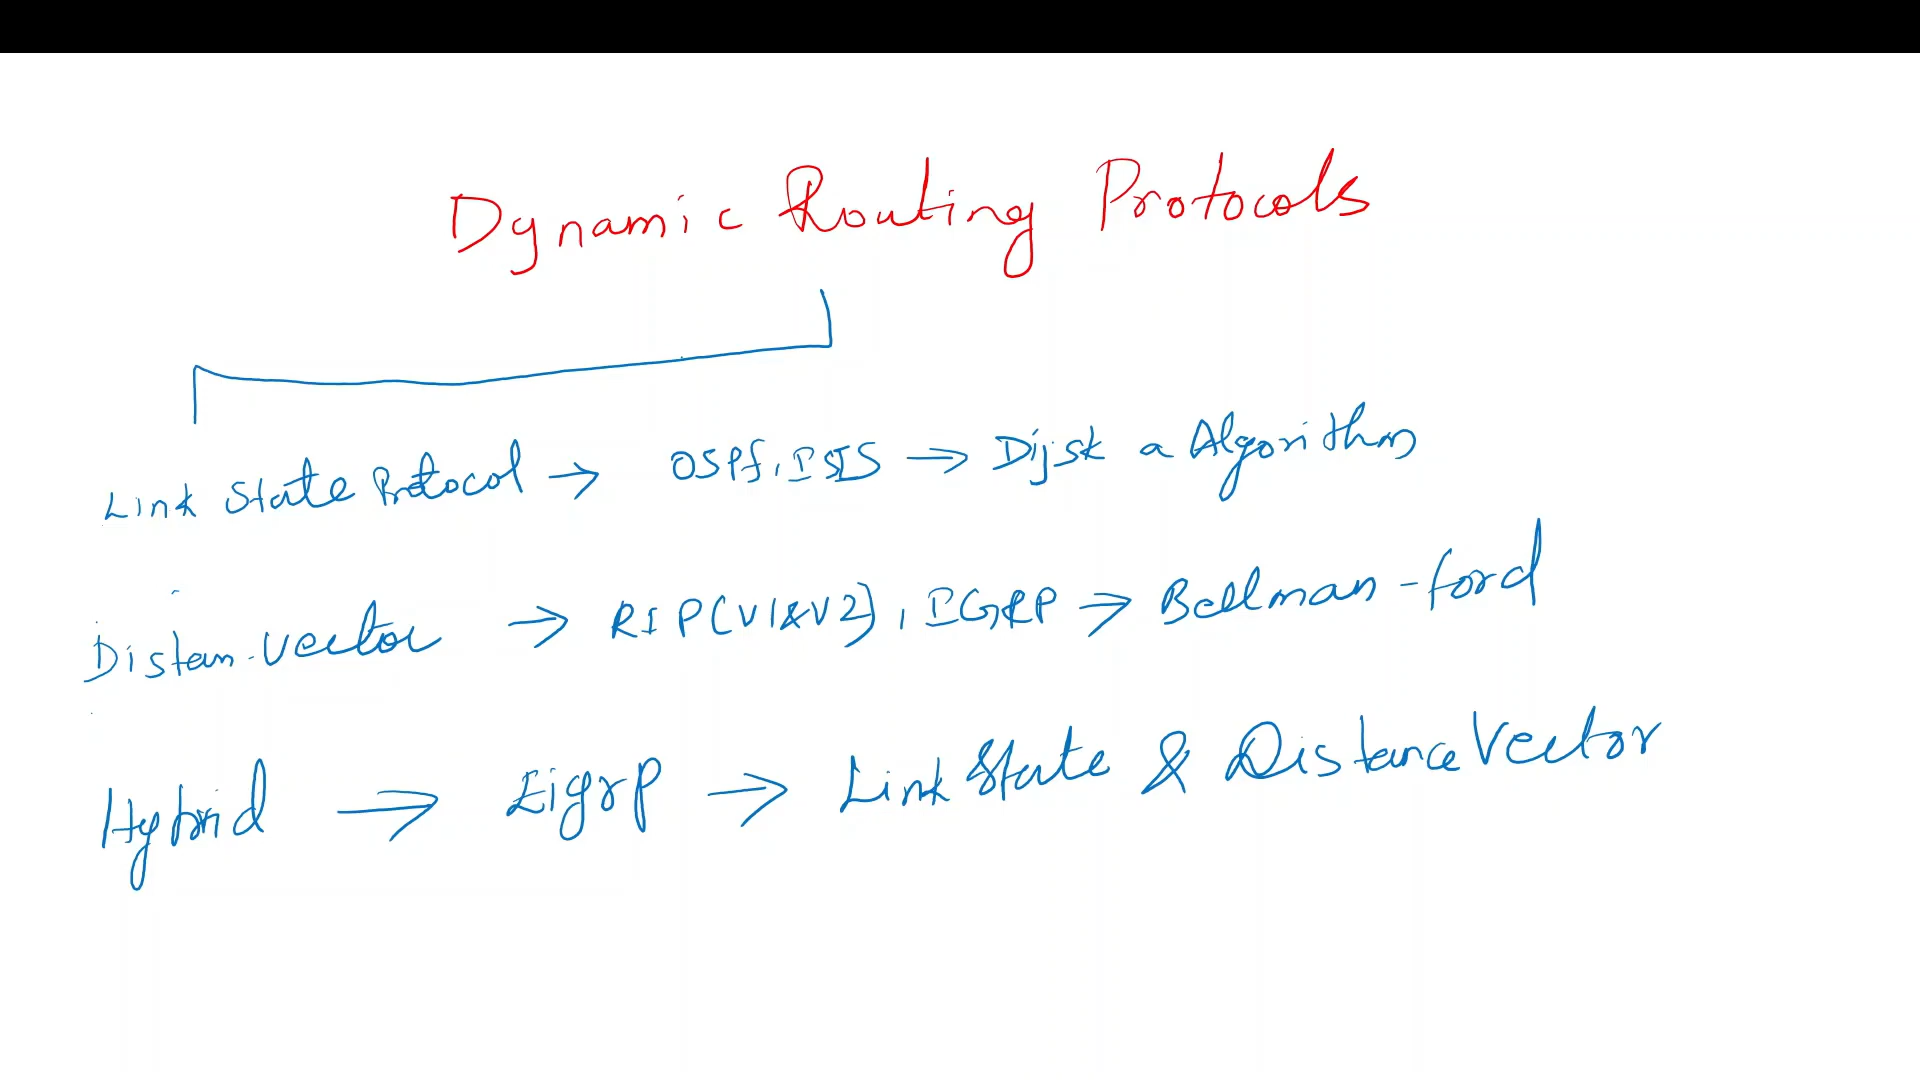 Dynamic Routing Protocols
Link State Protocol → OSPf, ISIS → Dijsk a Algorithm
Distan-Vector → RIP(V1&V2), IGRP → Bellman-ford
Hybrid → Eigrp → Link State & Distance Vector